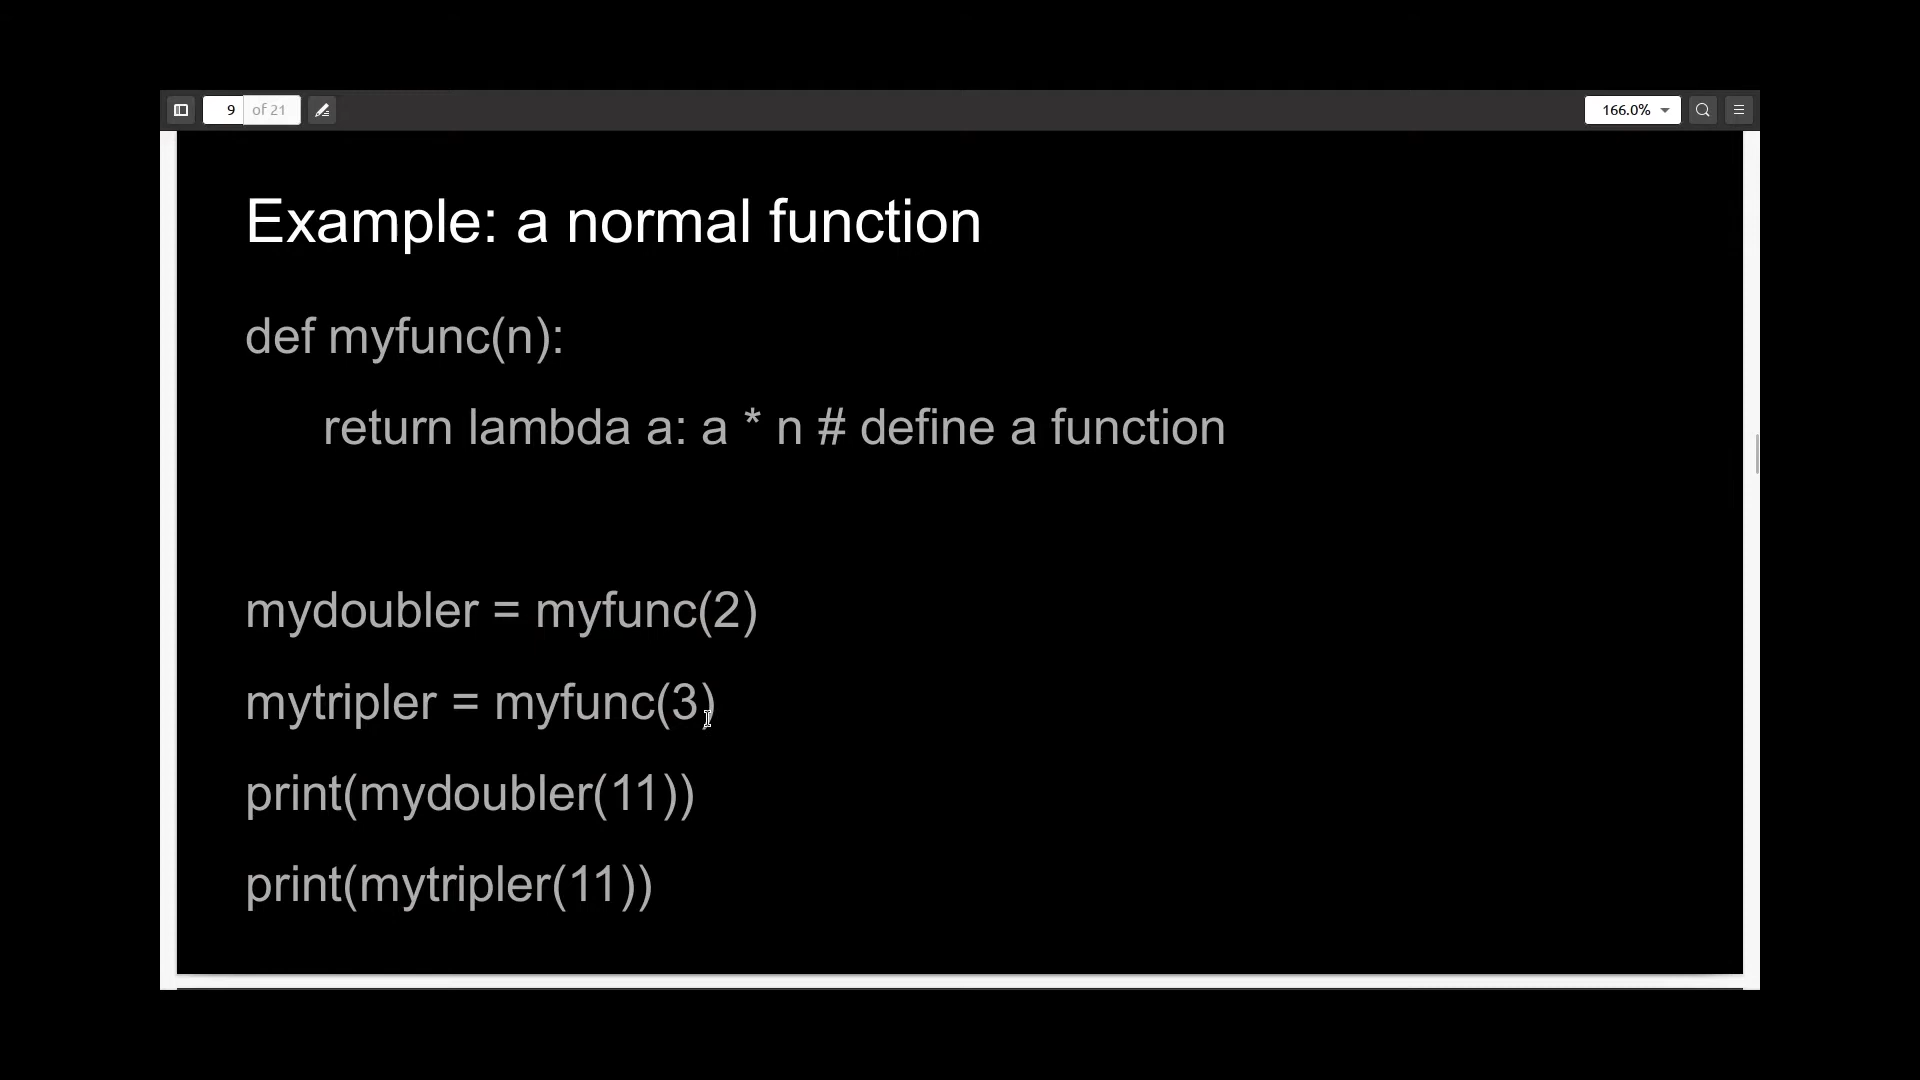 9 of 21
166.0%
Example: a normal function
def myfunc(n):
return lambda a: a * n # define a function
mydoubler = myfunc(2)
mytripler = myfunc(3)
print(mydoubler(11))
print(mytripler(11))